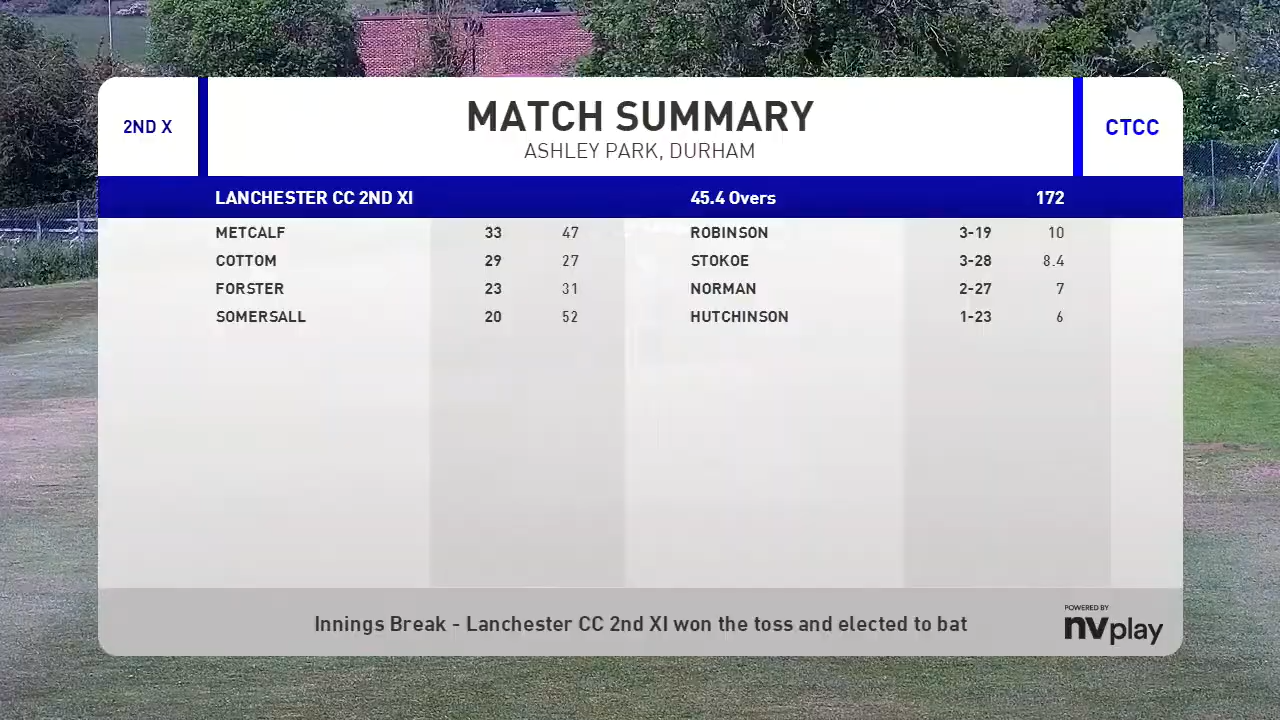 2ND X
MATCH SUMMARY
CTCC
ASHLEY PARK, DURHAM
LANCHESTER CC 2ND XI 45.4 Overs 172
METCALF 33 47 ROBINSON 3-19 10
COTTOM 29 27 STOKOE 3-28 8.4
FORSTER 23 31 NORMAN 2-27 7
SOMERSALL 20 52 HUTCHINSON 1-23 6
Innings Break - Lanchester CC 2nd XI won the toss and elected to bat
POWERED BY
nvplay